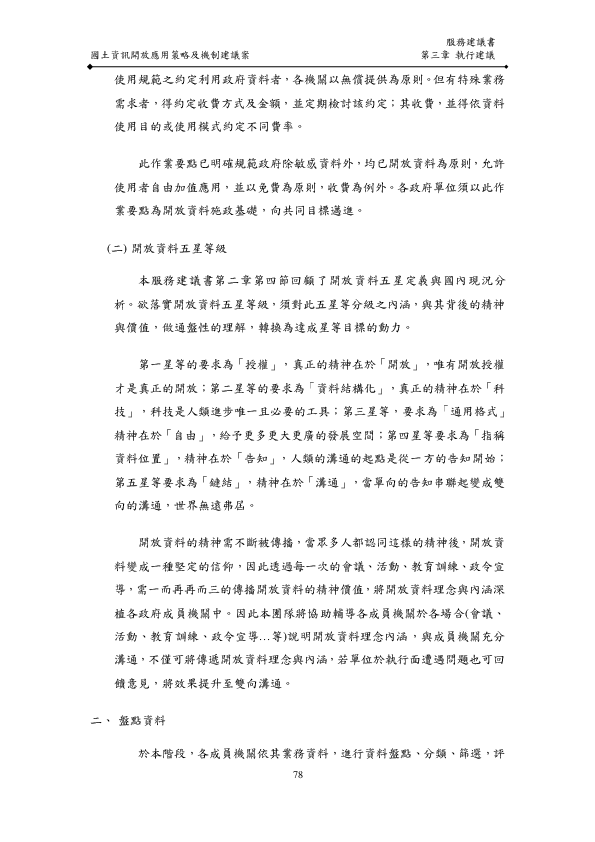 服務建議書
國土資訊開放應用策略及機制建議案 第三章 執行建議
使用規範之約定利用政府資料者，各機關以無償提供為原則。但有特殊業務
需求者，得約定收費方式及金額，並定期檢討該約定；其收費，並得依資料
使用目的或使用模式約定不同費率。
此作業要點已明確規範政府除敏感資料外，均已開放資料為原則，允許
使用者自由加值應用，並以免費為原則，收費為例外。各政府單位須以此作
業要點為開放資料施政基礎，向共同目標邁進。
(二) 開放資料五星等級
本服務建議書第二章第四節回顧了開放資料五星定義與國內現況分
析。欲落實開放資料五星等級，須對此五星等分級之內涵，與其背後的精神
與價值，做通盤性的理解，轉換為達成星等目標的動力。
第一星等的要求為「授權」，真正的精神在於「開放」，唯有開放授權
才是真正的開放；第二星等的要求為「資料結構化」，真正的精神在於「科
技」，科技是人類進步唯一且必要的工具；第三星等，要求為「通用格式」
精神在於「自由」，給予更多更大更廣的發展空間；第四星等要求為「指稱
資料位置」，精神在於「告知」，人類的溝通的起點是從一方的告知開始；
第五星等要求為「鏈結」，精神在於「溝通」，當單向的告知串聯起變成雙
向的溝通，世界無遠弗屆。
開放資料的精神需不斷被傳播，當眾多人都認同這樣的精神後，開放資
料變成一種堅定的信仰，因此透過每一次的會議、活動、教育訓練、政令宣
導，需一而再再而三的傳播開放資料的精神價值，將開放資料理念與內涵深
植各政府成員機關中。因此本團隊將協助輔導各成員機關於各場合(會議、
活動、教育訓練、政令宣導…等)說明開放資料理念內涵，與成員機關充分
溝通，不僅可將傳遞開放資料理念與內涵，若單位於執行面遭遇問題也可回
饋意見，將效果提升至雙向溝通。
二、 盤點資料
於本階段，各成員機關依其業務資料，進行資料盤點、分類、篩選，評
78